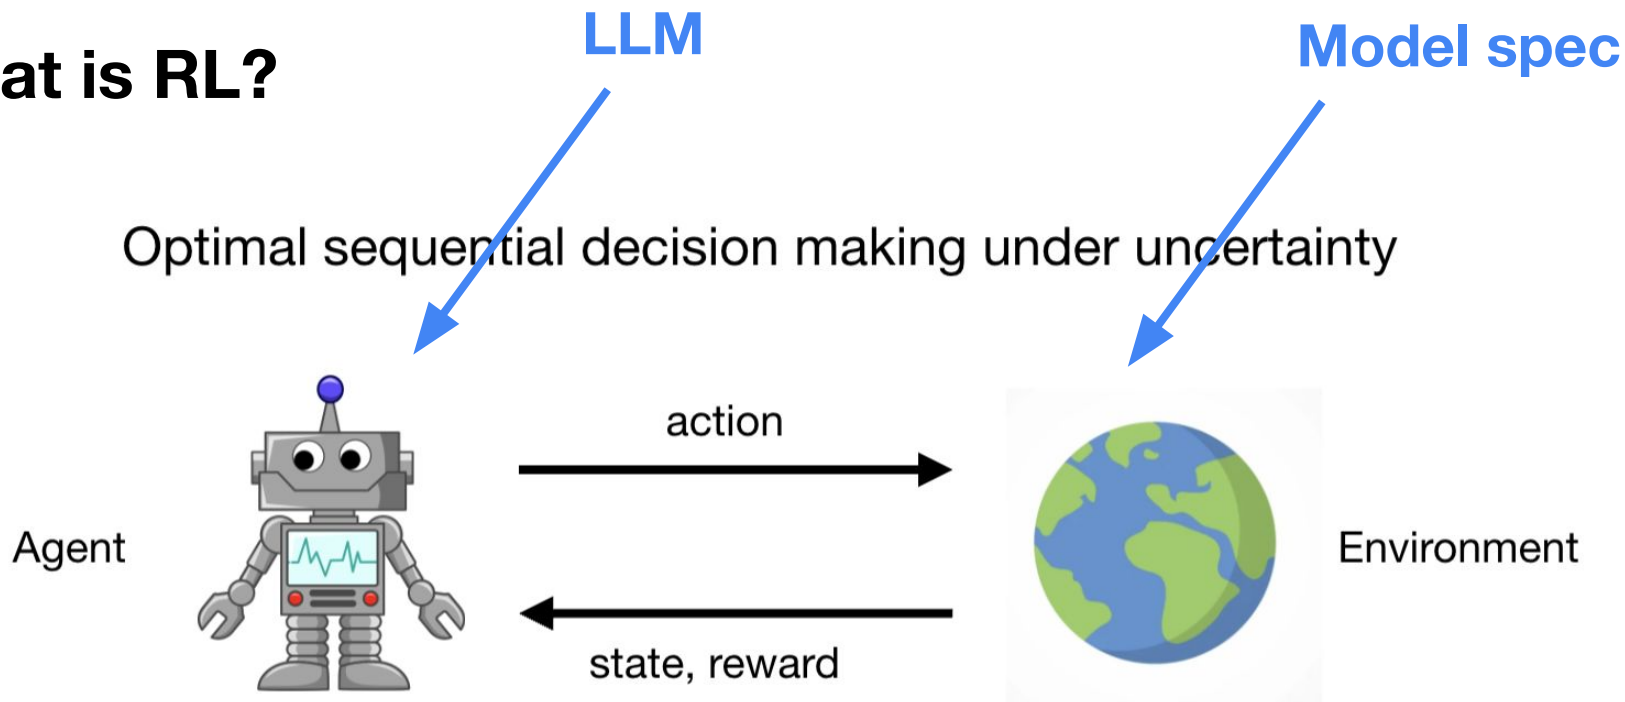 at is RL?
LLM
Model spec
Optimal sequential decision making under uncertainty
action
Agent
Environment
state, reward